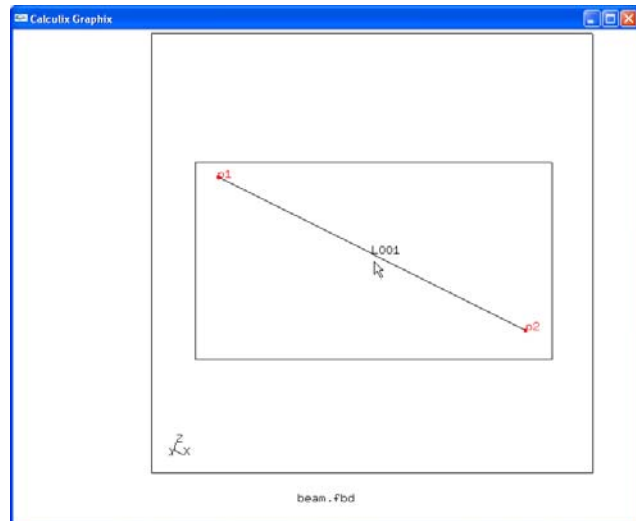 Calculix Graphix
p1
L001
p2
Z
Y X
beam.fbd